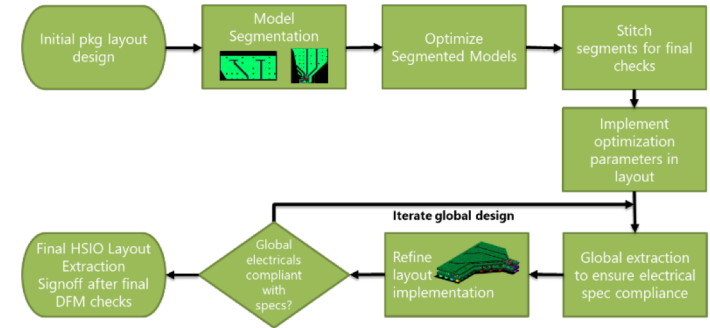 Initial pkg layout
design
Model
Segmentation
Optimize
Segmented Models
Stitch
segments for final
checks
Implement
optimization
parameters in
layout
Iterate global design
Final HSIO Layout
Extraction
Signoff after final
DFM checks
Global
electricals
compliant
with
specs?
Refine
layout
implementation
Global extraction
to ensure electrical
spec compliance